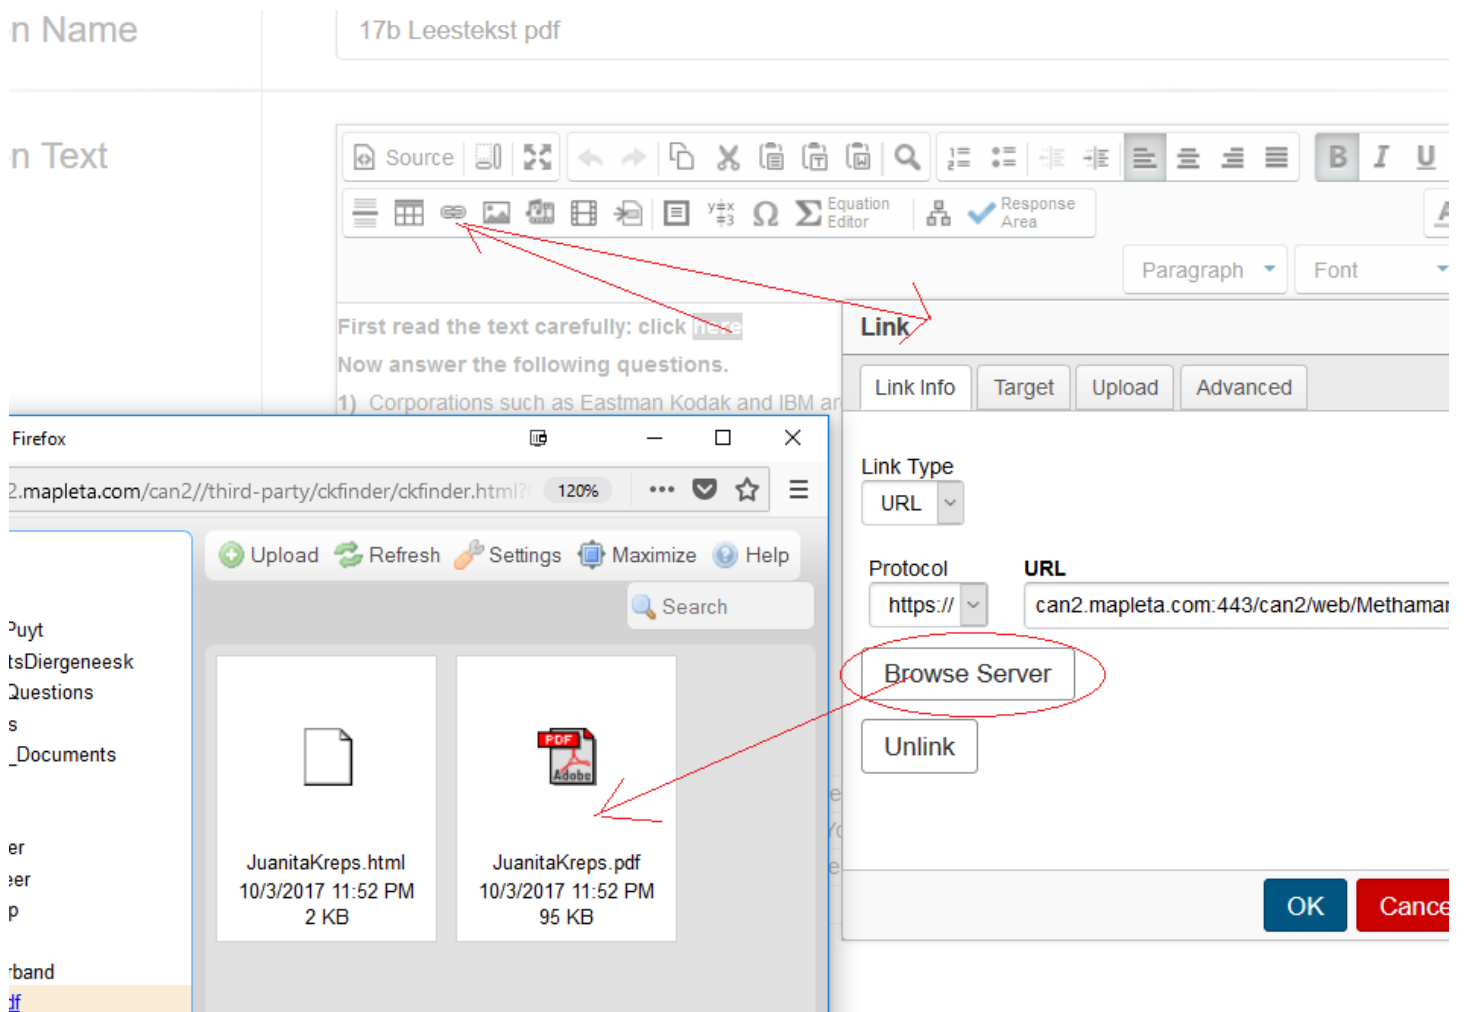 n Name
17b Leestekst pdf
n Text
Source
Equation
Editor
Response
Area
Paragraph
Font
First read the text carefully: click here
Now answer the following questions.
1) Corporations such as Eastman Kodak and IBM ar
Link
Link Info Target Upload Advanced
Link Type
URL
Protocol URL
https:// can2.mapleta.com:443/can2/web/Methamar
Browse Server
Unlink
OK Cance
Firefox
2.mapleta.com/can2//third-party/ckfinder/ckfinder.html? 120%
Upload Refresh Settings Maximize Help
Search
Puyt
tsDiergeneesk
Questions
s
_Documents
er
eer
p
rband
df
JuanitaKreps.html
10/3/2017 11:52 PM
2 KB
PDF
Adobe
JuanitaKreps.pdf
10/3/2017 11:52 PM
95 KB